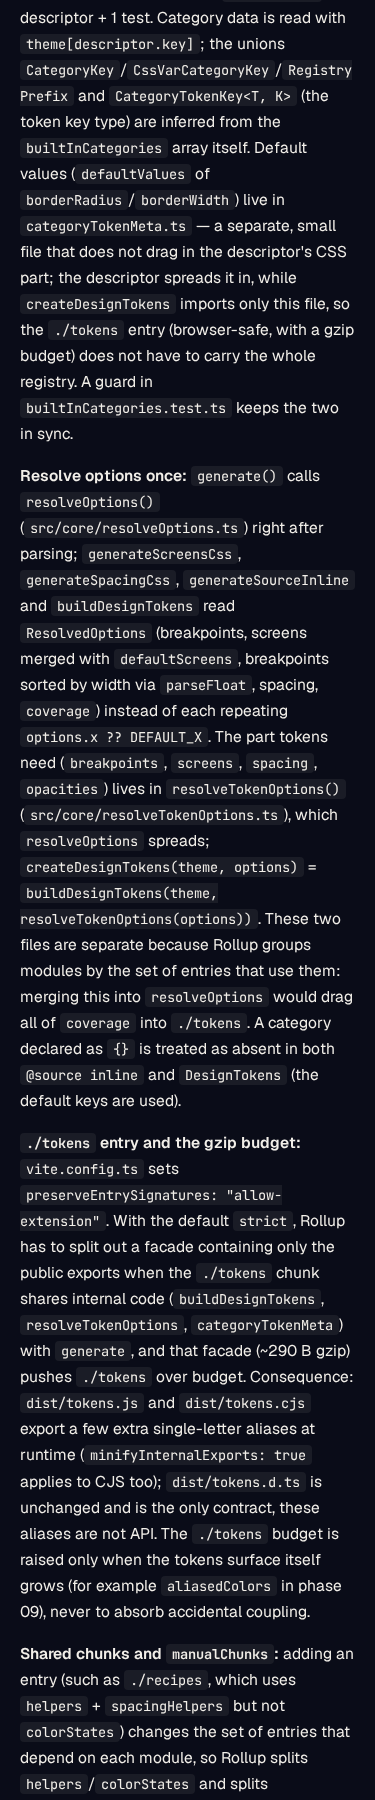 descriptor + 1 test. Category data is read with
theme[descriptor.key] ; the unions
CategoryKey / CssVarCategoryKey / Registry
Prefix and CategoryTokenKey<T, K> (the
token key type) are inferred from the
builtInCategories array itself. Default
values ( defaultValues of
borderRadius / borderWidth ) live in
categoryTokenMeta.ts — a separate, small
file that does not drag in the descriptor's CSS
part; the descriptor spreads it in, while
createDesignTokens imports only this file, so
the ./tokens entry (browser-safe, with a gzip
budget) does not have to carry the whole
registry. A guard in
builtInCategories.test.ts keeps the two
in sync.
Resolve options once: generate() calls
resolveOptions()
( src/core/resolveOptions.ts ) right after
parsing; generateScreensCss ,
generateSpacingCss , generateSourceInline
and buildDesignTokens read
ResolvedOptions (breakpoints, screens
merged with defaultScreens , breakpoints
sorted by width via parseFloat , spacing,
coverage ) instead of each repeating
options.x ?? DEFAULT_X . The part tokens
need ( breakpoints , screens , spacing ,
opacities ) lives in resolveTokenOptions()
( src/core/resolveTokenOptions.ts ), which
resolveOptions spreads;
createDesignTokens(theme, options) =
buildDesignTokens(theme,
resolveTokenOptions(options)) . These two
files are separate because Rollup groups
modules by the set of entries that use them:
merging this into resolveOptions would drag
all of coverage into ./tokens . A category
declared as {} is treated as absent in both
@source inline and DesignTokens (the
default keys are used).
./tokens entry and the gzip budget:
vite.config.ts sets
preserveEntrySignatures: "allow-
extension" . With the default strict , Rollup
has to split out a facade containing only the
public exports when the ./tokens chunk
shares internal code ( buildDesignTokens ,
resolveTokenOptions , categoryTokenMeta )
with generate , and that facade (~290 B gzip)
pushes ./tokens over budget. Consequence:
dist/tokens.js and dist/tokens.cjs
export a few extra single-letter aliases at
runtime ( minifyInternalExports: true
applies to CJS too); dist/tokens.d.ts is
unchanged and is the only contract, these
aliases are not API. The ./tokens budget is
raised only when the tokens surface itself
grows (for example aliasedColors in phase
09), never to absorb accidental coupling.
Shared chunks and manualChunks : adding an
entry (such as ./recipes , which uses
helpers + spacingHelpers but not
colorStates ) changes the set of entries that
depend on each module, so Rollup splits
helpers / colorStates and splits